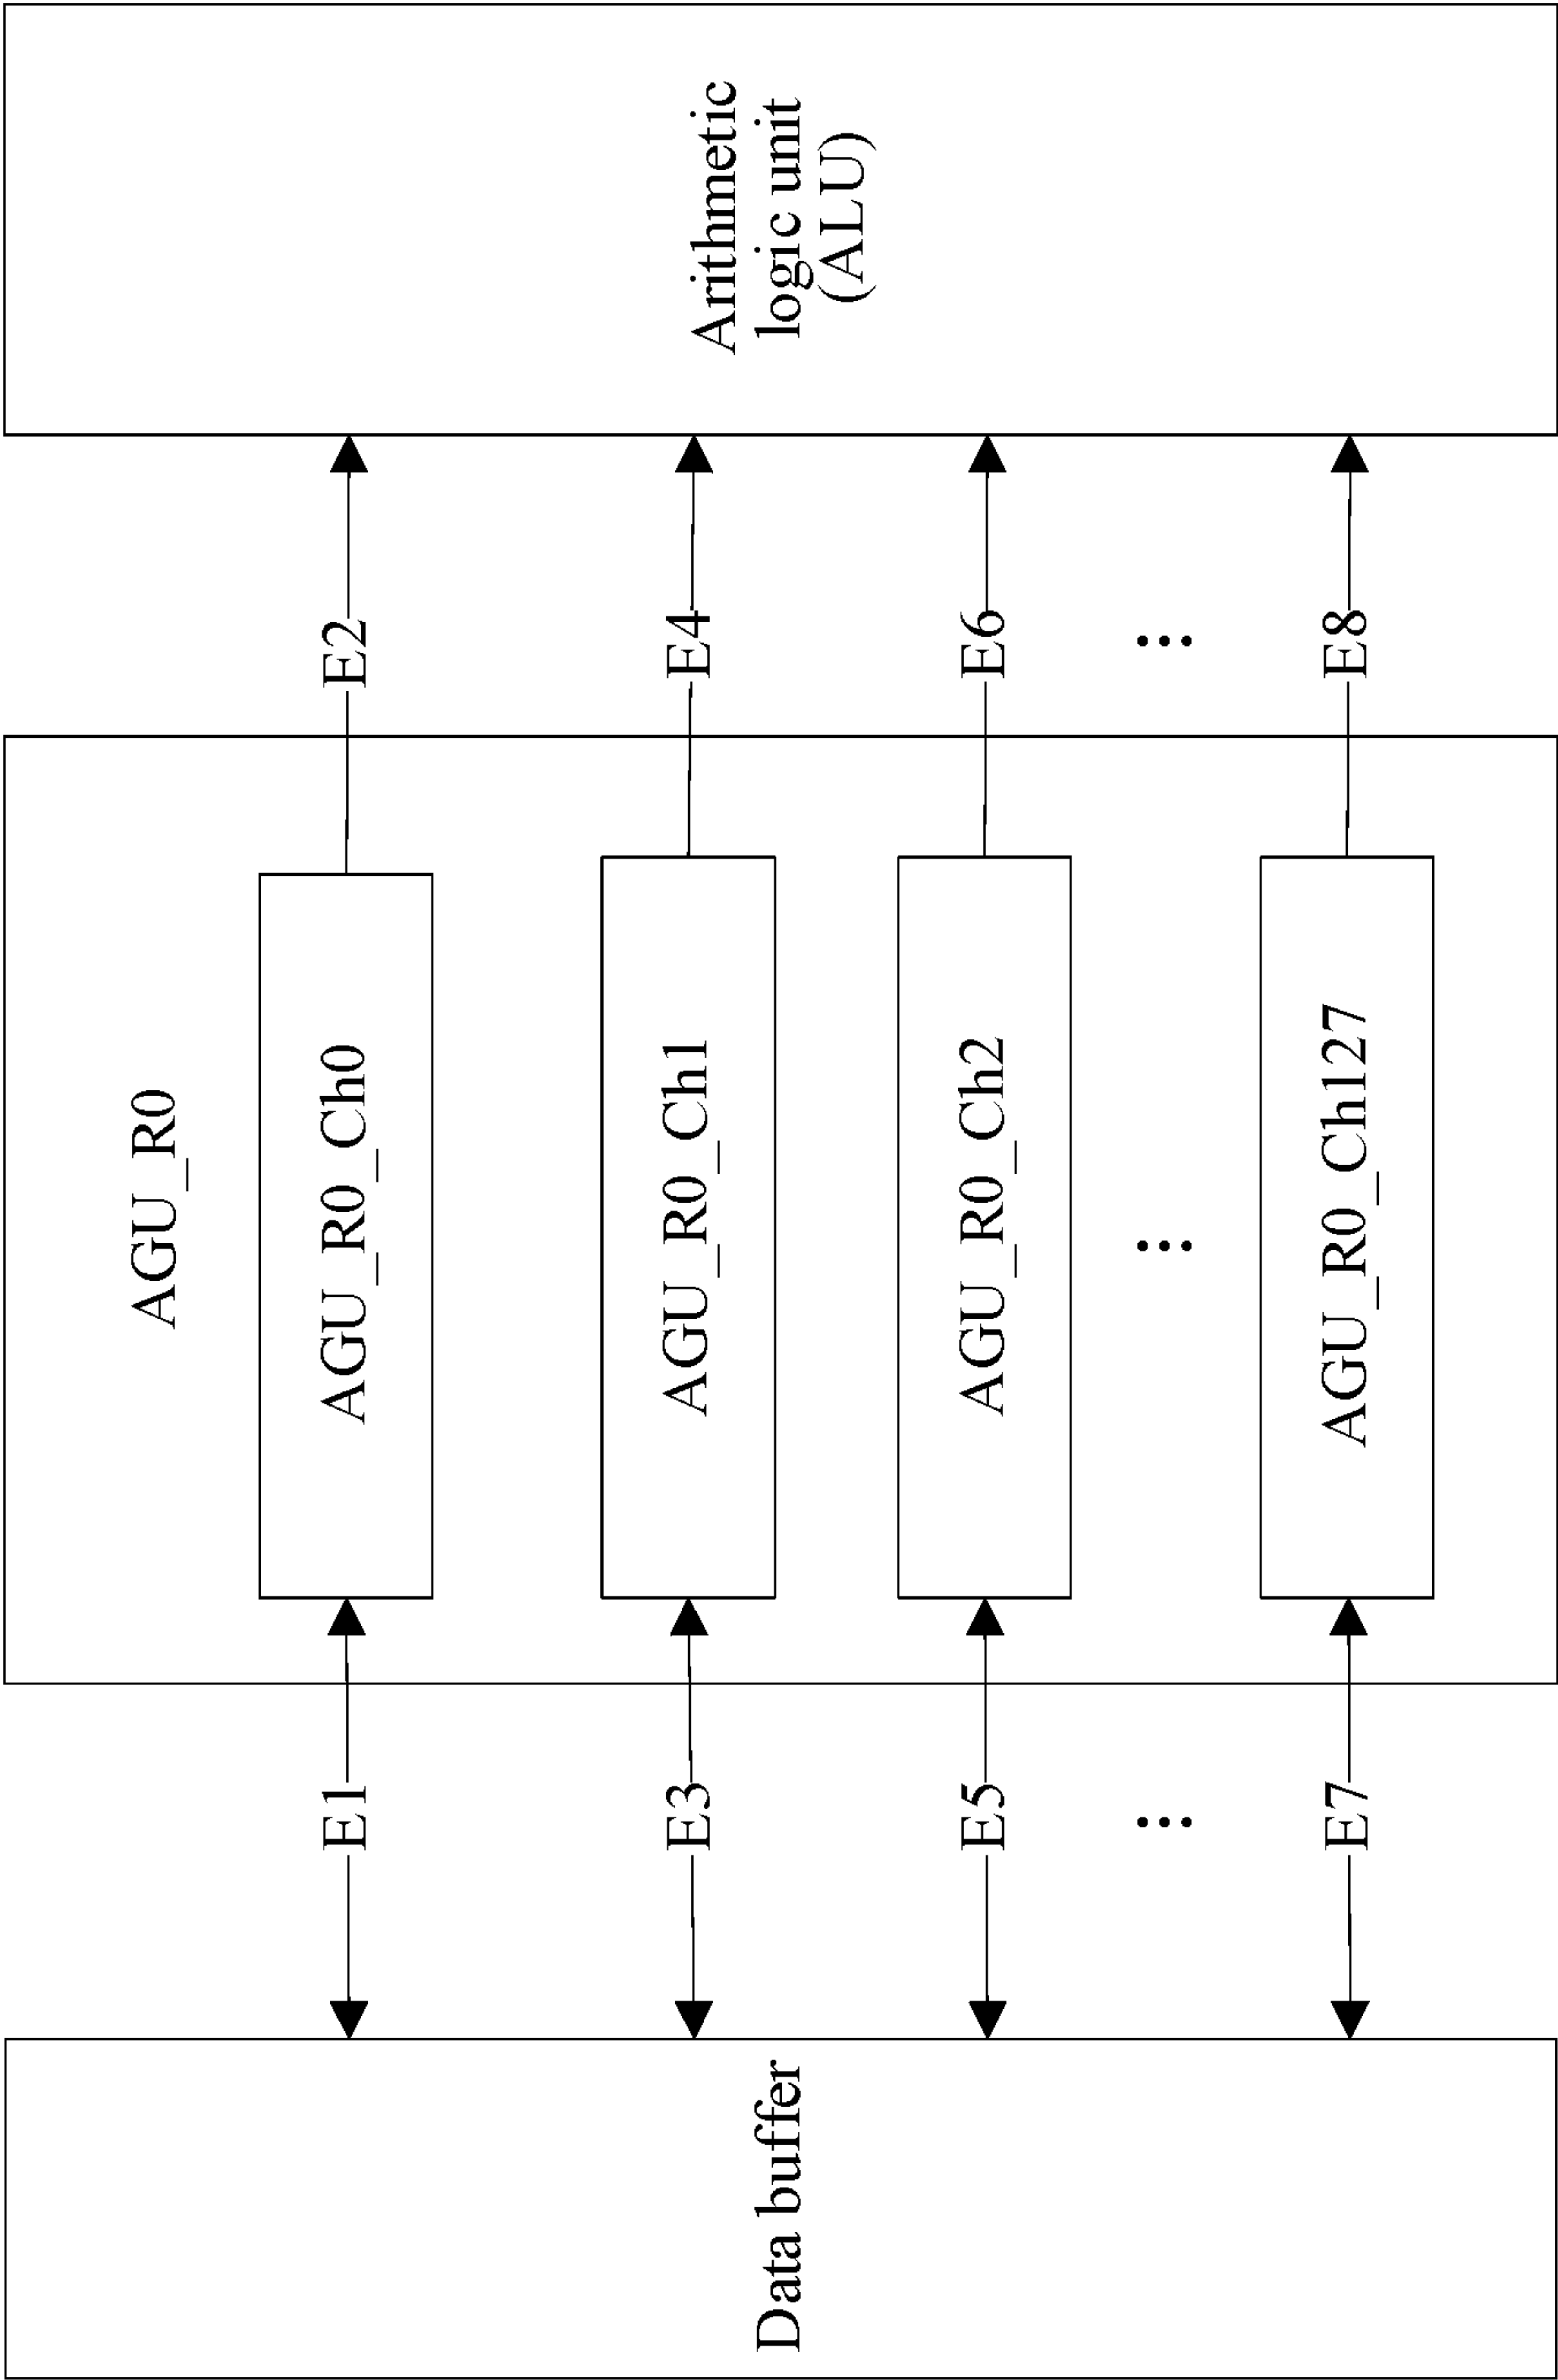 Data buffer
E1
E3
E5
...
E7
AGU_R0
AGU_R0_Ch0
AGU_R0_Ch1
AGU_R0_Ch2
...
AGU_R0_Ch127
E2
E4
E6
...
E8
Arithmetic
logic unit
(ALU)